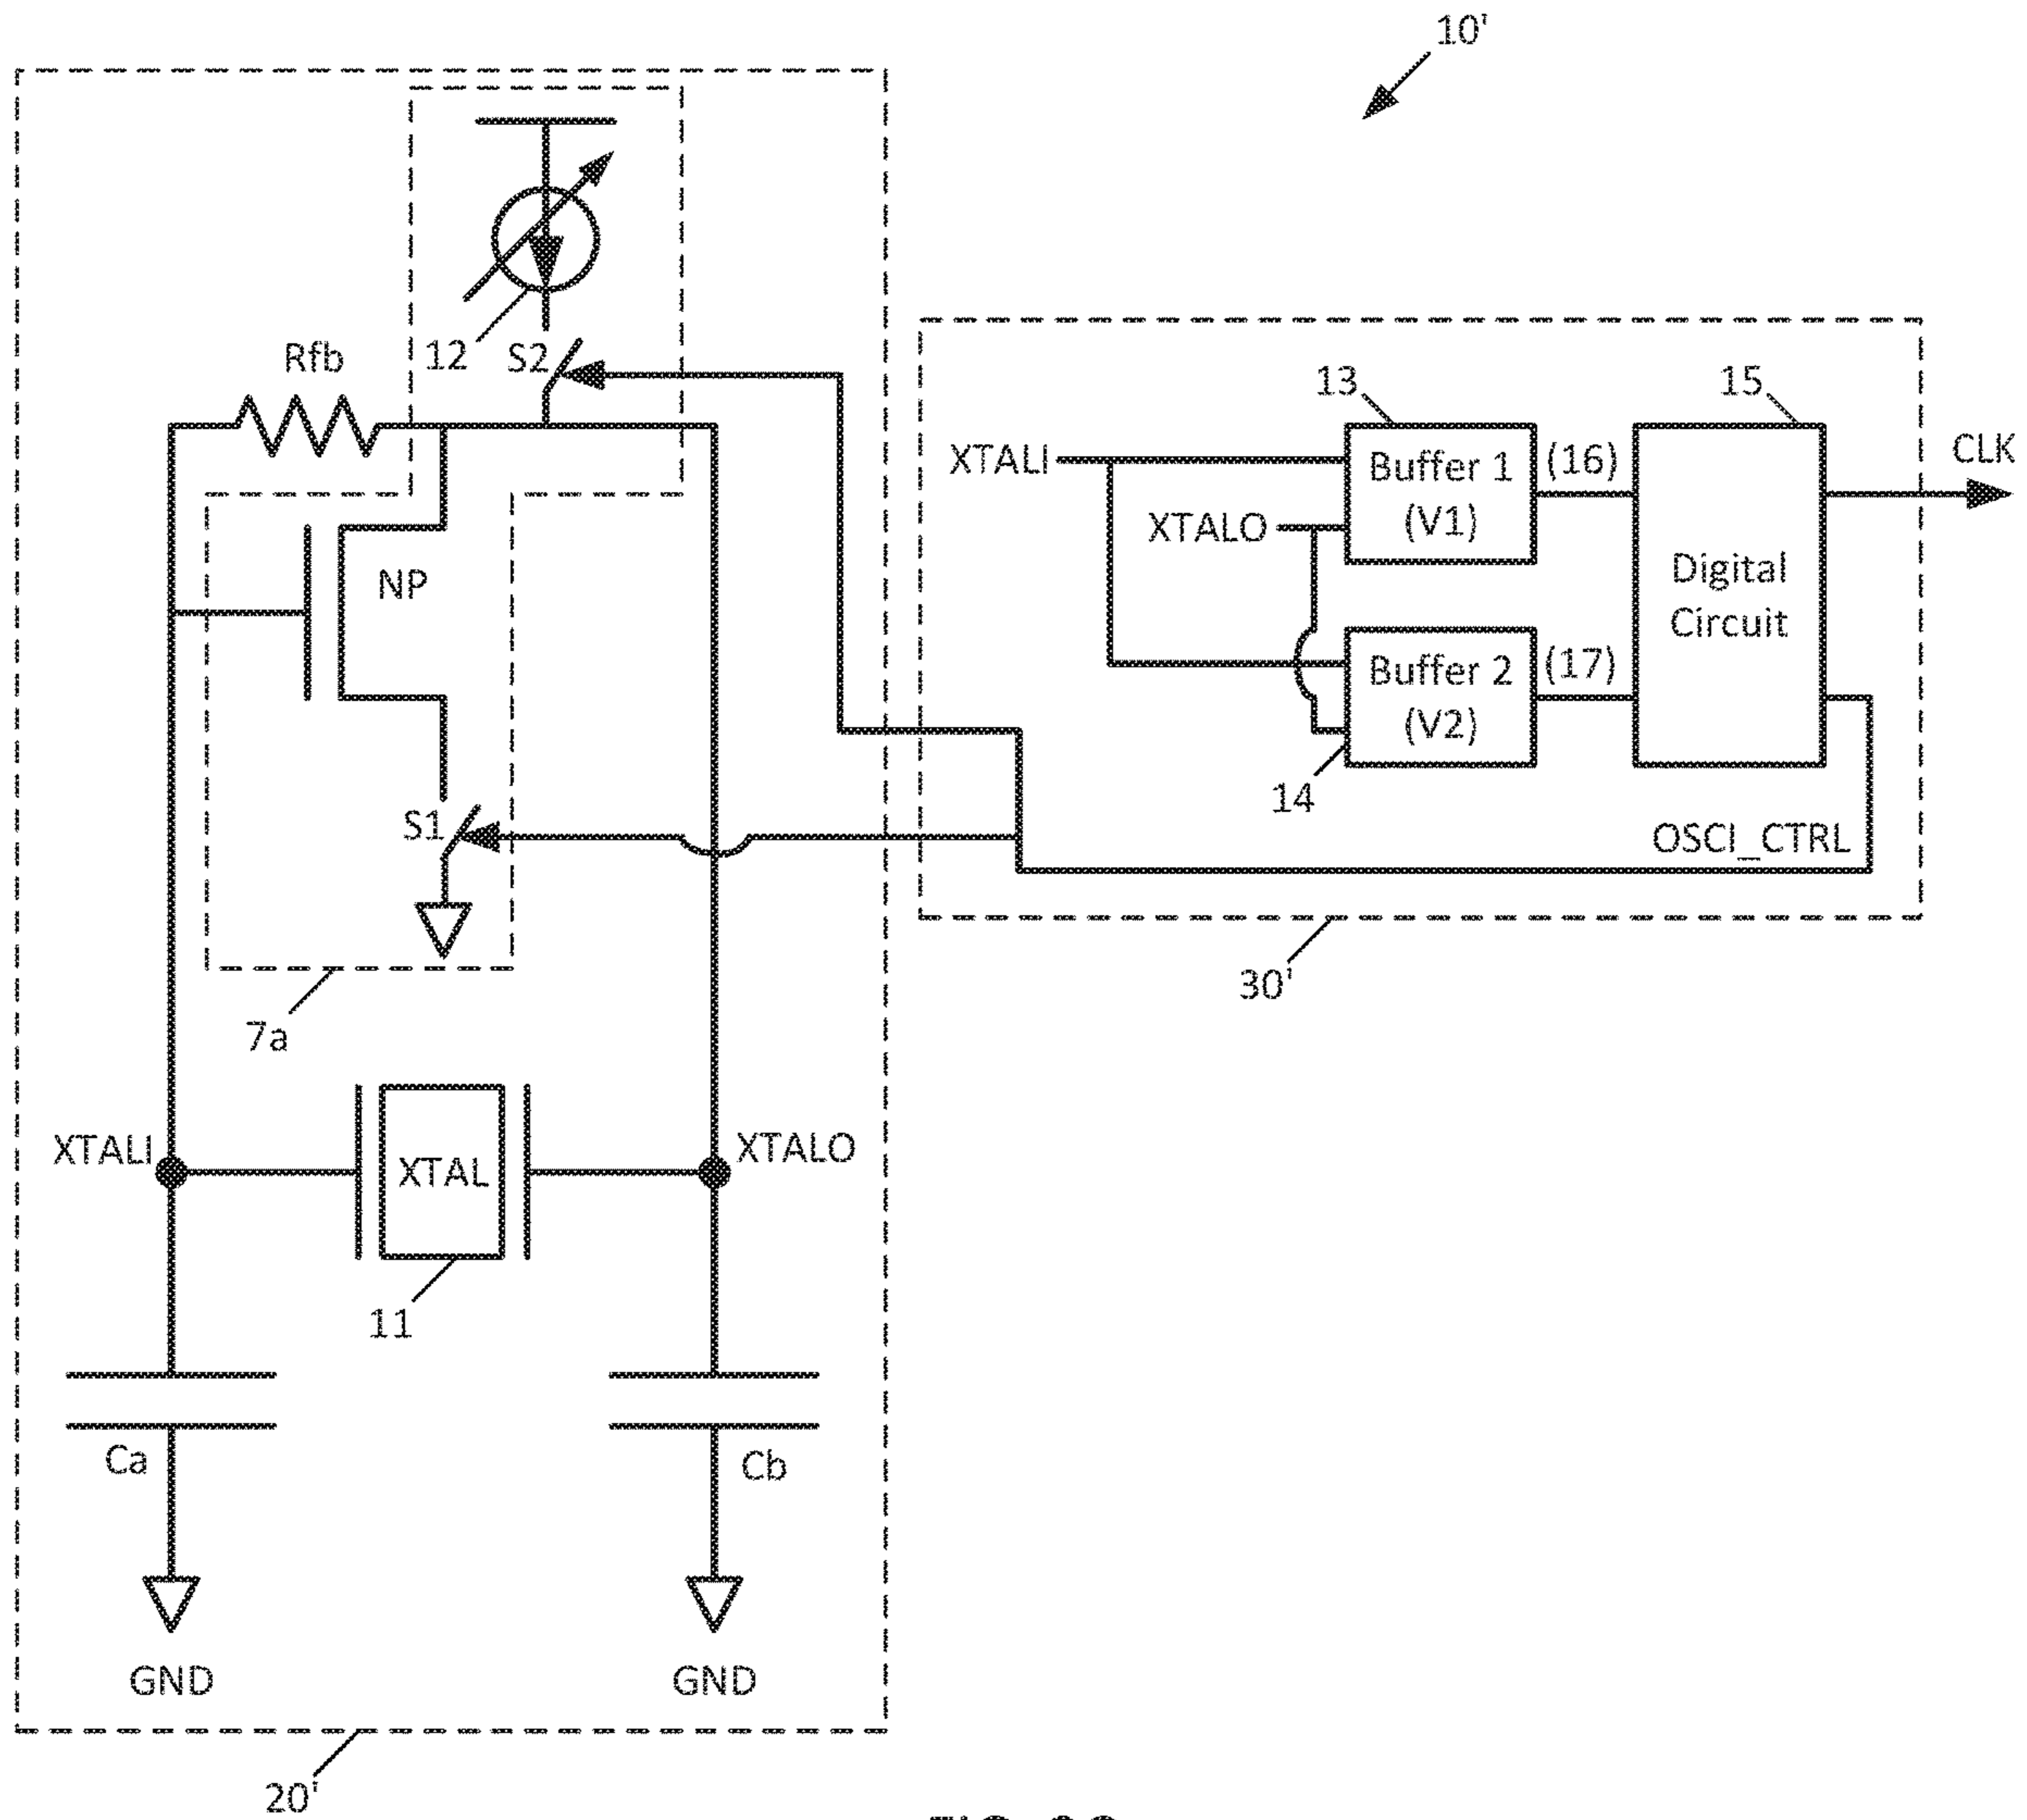 10'
12
S2
Rfb
13
15
XTALI
Buffer 1
(V1)
(16)
CLK
XTALO
NP
Digital
Circuit
Buffer 2
(V2)
(17)
14
S1
OSCI_CTRL
30'
7a
XTALI
XTAL
XTALO
11
Ca
Cb
GND
GND
20'